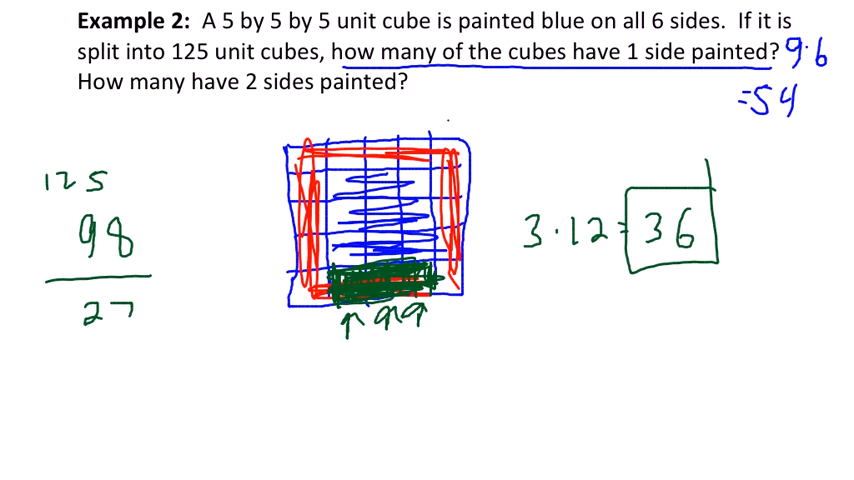 Example 2: A 5 by 5 by 5 unit cube is painted blue on all 6 sides. If it is
split into 125 unit cubes, how many of the cubes have 1 side painted? 9·6
How many have 2 sides painted?
=54
125
98
27
3·12=36